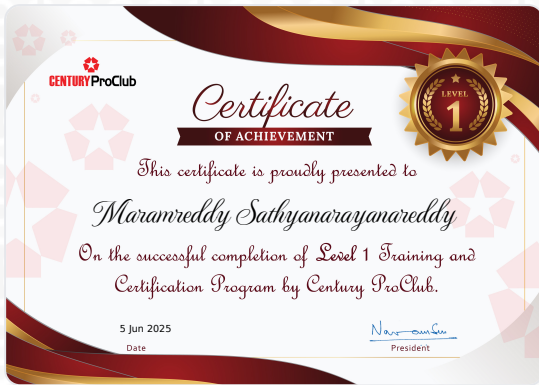 CENTURY ProClub
Certificate
OF ACHIEVEMENT
LEVEL
1
This certificate is proudly presented to
Maramreddy Sathyanarayanareddy
On the successful completion of Level 1 Training and
Certification Program by Century ProClub.
5 Jun 2025
Date
President